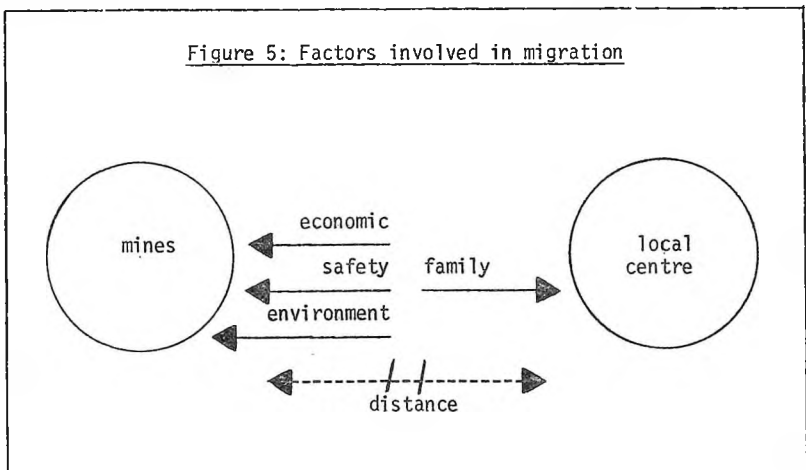 Figure 5: Factors involved in migration
economic
mines
local
centre
safety family
environment
distance